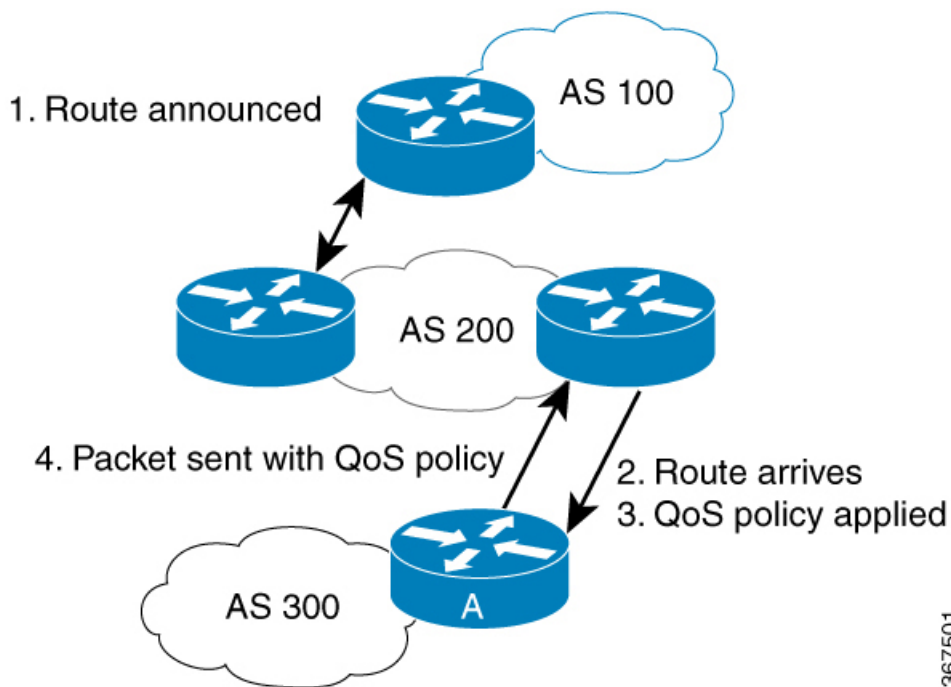 1. Route announced
AS 100
AS 200
4. Packet sent with QoS policy
2. Route arrives
3. QoS policy applied
AS 300
A
367501